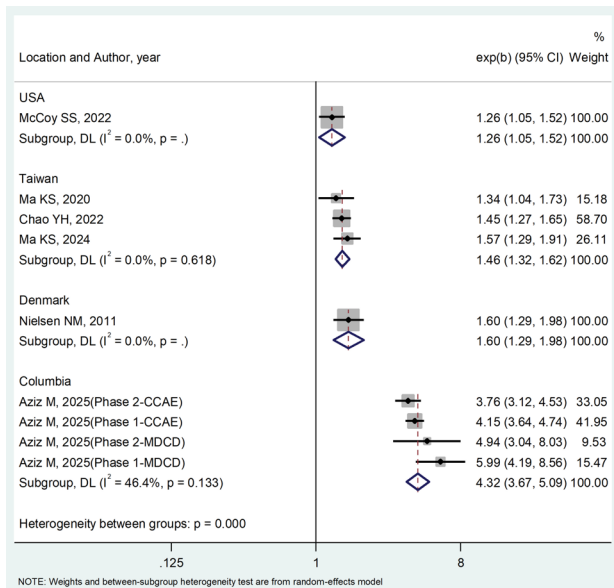 %
Location and Author, year exp(b) (95% CI) Weight
USA
McCoy SS, 2022 1.26 (1.05, 1.52) 100.00
Subgroup, DL (I² = 0.0%, p = .) 1.26 (1.05, 1.52) 100.00
Taiwan
Ma KS, 2020 1.34 (1.04, 1.73) 15.18
Chao YH, 2022 1.45 (1.27, 1.65) 58.70
Ma KS, 2024 1.57 (1.29, 1.91) 26.11
Subgroup, DL (I² = 0.0%, p = 0.618) 1.46 (1.32, 1.62) 100.00
Denmark
Nielsen NM, 2011 1.60 (1.29, 1.98) 100.00
Subgroup, DL (I² = 0.0%, p = .) 1.60 (1.29, 1.98) 100.00
Columbia
Aziz M, 2025(Phase 2-CCAE) 3.76 (3.12, 4.53) 33.05
Aziz M, 2025(Phase 1-CCAE) 4.15 (3.64, 4.74) 41.95
Aziz M, 2025(Phase 2-MDCD) 4.94 (3.04, 8.03) 9.53
Aziz M, 2025(Phase 1-MDCD) 5.99 (4.19, 8.56) 15.47
Subgroup, DL (I² = 46.4%, p = 0.133) 4.32 (3.67, 5.09) 100.00
Heterogeneity between groups: p = 0.000
.125 1 8
NOTE: Weights and between-subgroup heterogeneity test are from random-effects model